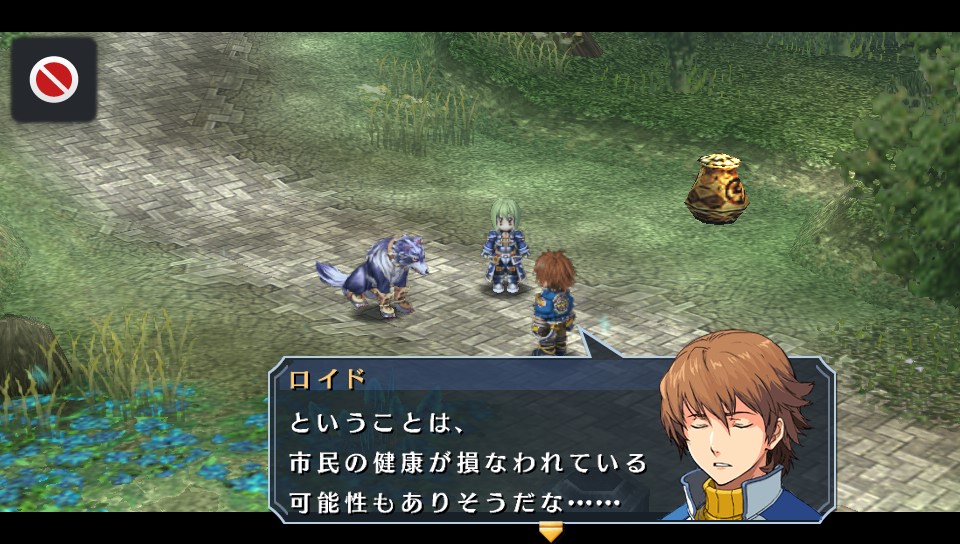 ロイド
ということは、
市民の健康が損なわれている
可能性もありそうだな……